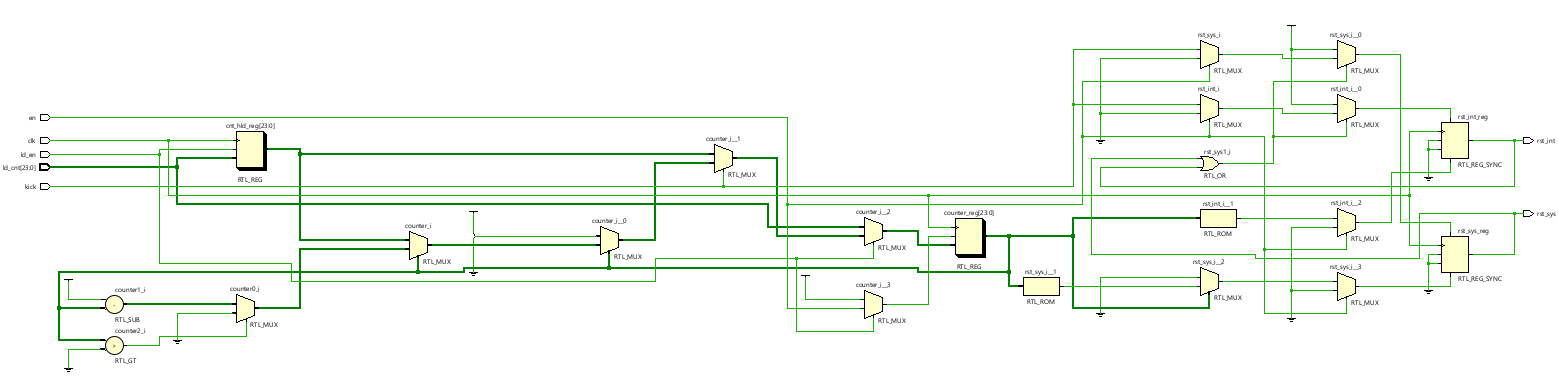 rst_sys_i
rst_sys_i__0
RTL_MUX
RTL_MUX
rst_int_i
rst_int_i__0
RTL_MUX
RTL_MUX
en
rst_int_reg
cnt_hld_reg[23:0]
clk
counter_i__1
rst_int
ld_en
rst_sys1_i
RTL_REG_SYNC
ld_cnt[23:0]
RTL_REG
RTL_MUX
RTL_OR
kick
rst_int_i__1
rst_int_i__2
counter_i__2
counter_reg[23:0]
rst_sys
counter_i
counter_i__0
RTL_ROM
RTL_MUX
rst_sys_reg
RTL_MUX
RTL_MUX
RTL_MUX
RTL_REG
rst_sys_i__1
rst_sys_i__2
rst_sys_i__3
RTL_REG_SYNC
counter1_i
counter0_i
counter_i__3
-
RTL_ROM
RTL_MUX
RTL_MUX
RTL_SUB
RTL_MUX
RTL_MUX
counter2_i
>
RTL_GT